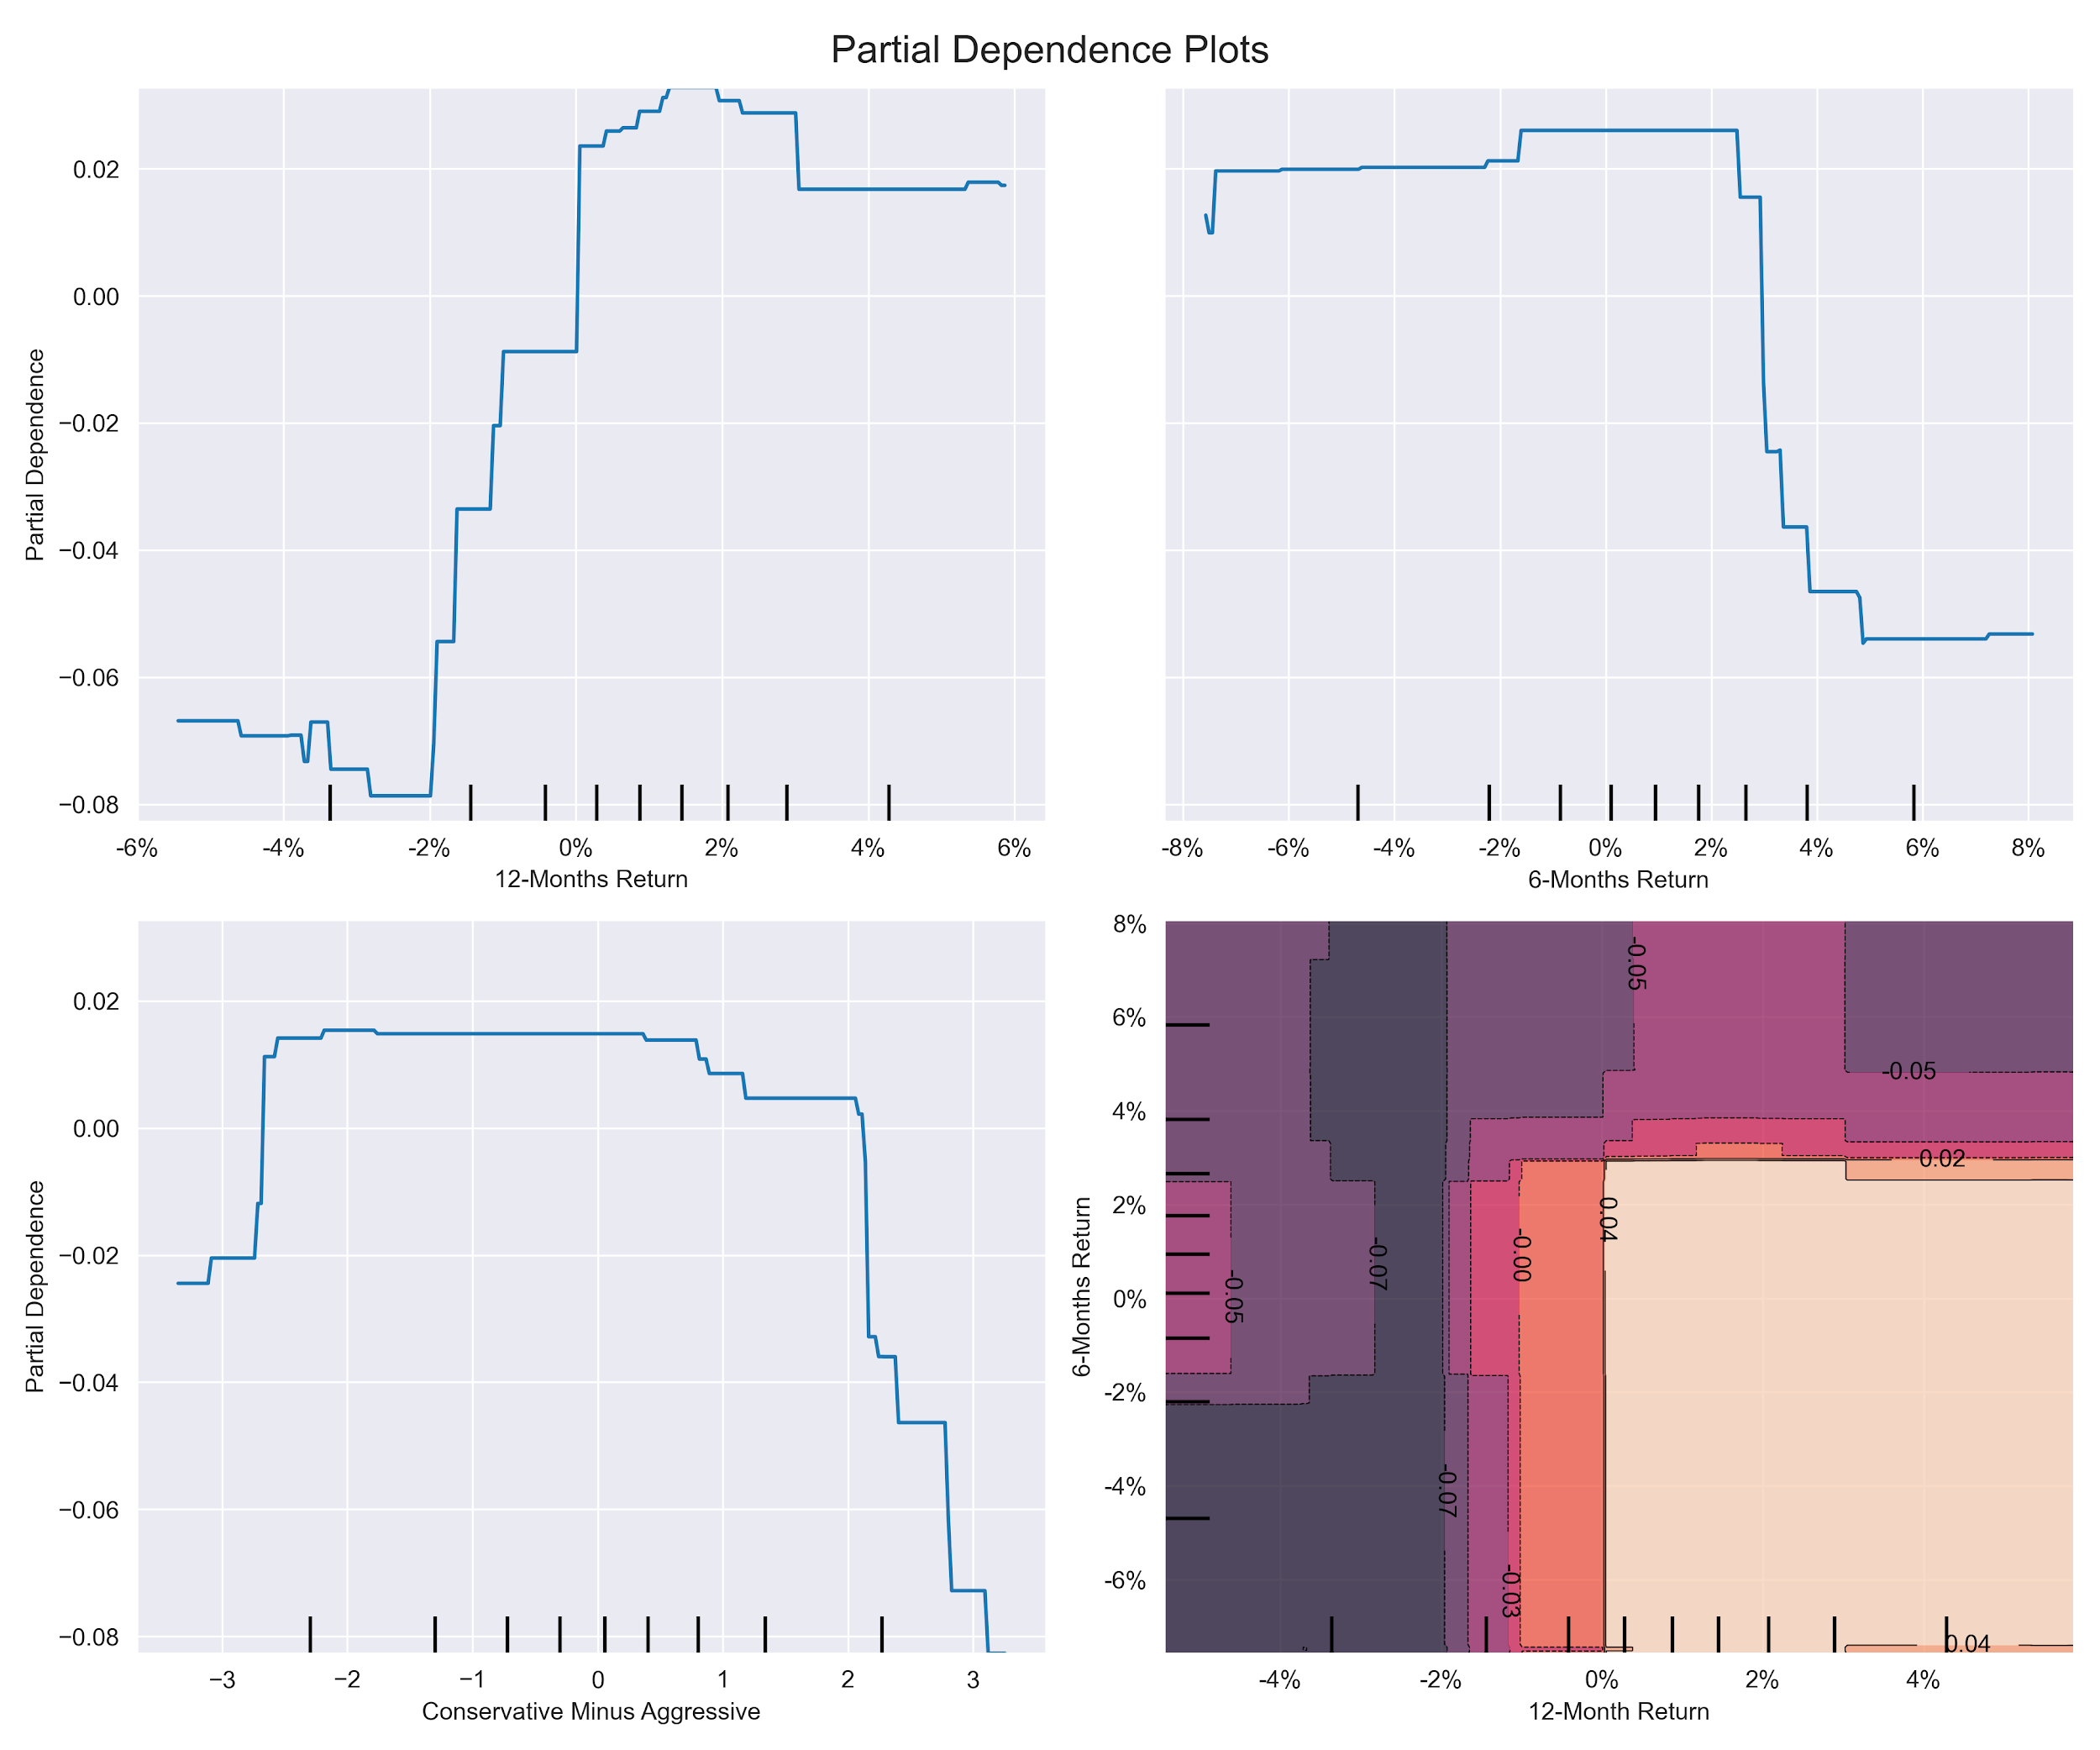 Partial Dependence Plots
Partial Dependence
0.02
0.00
−0.02
−0.04
−0.06
−0.08
-6% -4% -2% 0% 2% 4% 6%
12-Months Return
-8% -6% -4% -2% 0% 2% 4% 6% 8%
6-Months Return
Partial Dependence
0.02
0.00
−0.02
−0.04
−0.06
−0.08
−3 −2 −1 0 1 2 3
Conservative Minus Aggressive
6-Months Return
8%
6%
4%
2%
0%
-2%
-4%
-6%
-0.05
-0.05
0.02
0.04
-0.00
-0.07
-0.05
-0.07
-0.03
0.04
-4% -2% 0% 2% 4%
12-Month Return